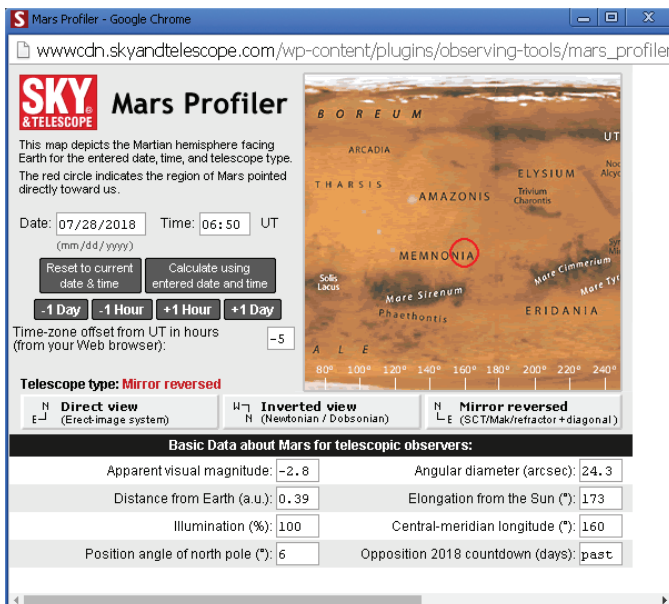 Mars Profiler - Google Chrome
wwwcdn.skyandtelescope.com/wp-content/plugins/observing-tools/mars_profiler
SKY
& TELESCOPE
Mars Profiler
This map depicts the Martian hemisphere facing
Earth for the entered date, time, and telescope type.
The red circle indicates the region of Mars pointed
directly toward us.
Date: 07/28/2018 Time: 06:50 UT
(mm/dd/yyyy)
Reset to current
date & time
Calculate using
entered date and time
-1 Day -1 Hour +1 Hour +1 Day
Time-zone offset from UT in hours
(from your Web browser): -5
Telescope type: Mirror reversed
BOREUM
UT
ARCADIA
ELYSIUM
THARSIS
AMAZONIS
Trivium
Charontis
MEMNONIA
Solis
Lacus
Mare Sirenum
Mare Cimmerium
Mare Tyr
Phaethontis
ERIDANIA
ALE
80° 100° 120° 140° 160° 180° 200° 220° 240°
N E Direct view
(Erect-image system)
W N Inverted view
(Newtonian / Dobsonian)
N E Mirror reversed
(SCT/Mak/refractor + diagonal)
Basic Data about Mars for telescopic observers:
Apparent visual magnitude: -2.8 Angular diameter (arcsec): 24.3
Distance from Earth (a.u.): 0.39 Elongation from the Sun (°): 173
Illumination (%): 100 Central-meridian longitude (°): 160
Position angle of north pole (°): 6 Opposition 2018 countdown (days): past